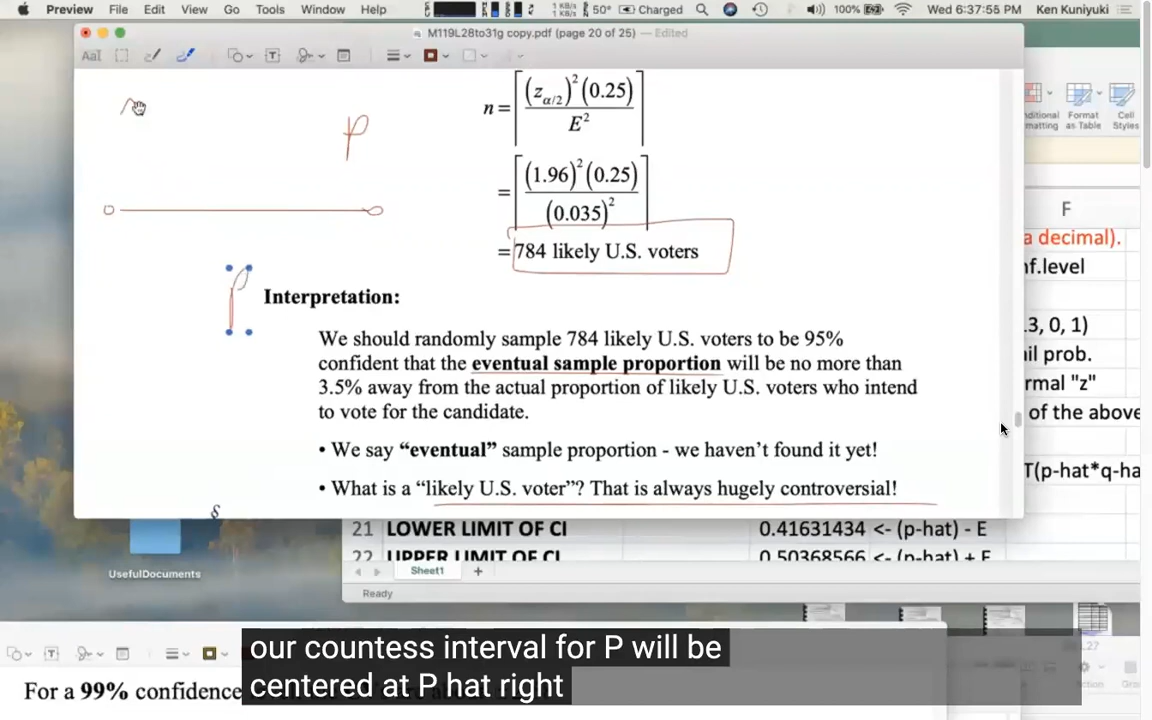 Preview File Edit View Go Tools Window Help 50° Charged 100% Wed 6:37:55 PM Ken Kuniyuki
M119L28to31g copy.pdf (page 20 of 25) — Edited
p
n = ⌈(zα/2)²(0.25) / E²⌉
= ⌈(1.96)²(0.25) / (0.035)²⌉
= 784 likely U.S. voters
p
Interpretation:
We should randomly sample 784 likely U.S. voters to be 95%
confident that the eventual sample proportion will be no more than
3.5% away from the actual proportion of likely U.S. voters who intend
to vote for the candidate.
• We say “eventual” sample proportion - we haven’t found it yet!
• What is a “likely U.S. voter”? That is always hugely controversial!
Format as Table
Cell Styles
F
a decimal).
nf.level
.3, 0, 1)
ail prob.
rmal "z"
of the above
T(p-hat*q-ha
21 LOWER LIMIT OF CI 0.41631434 <- (p-hat) - E
22 UPPER LIMIT OF CI 0.50368566 <- (p-hat) + E
Sheet1 +
Ready
UsefulDocuments
our countess interval for P will be
centered at P hat right
For a 99% confidence